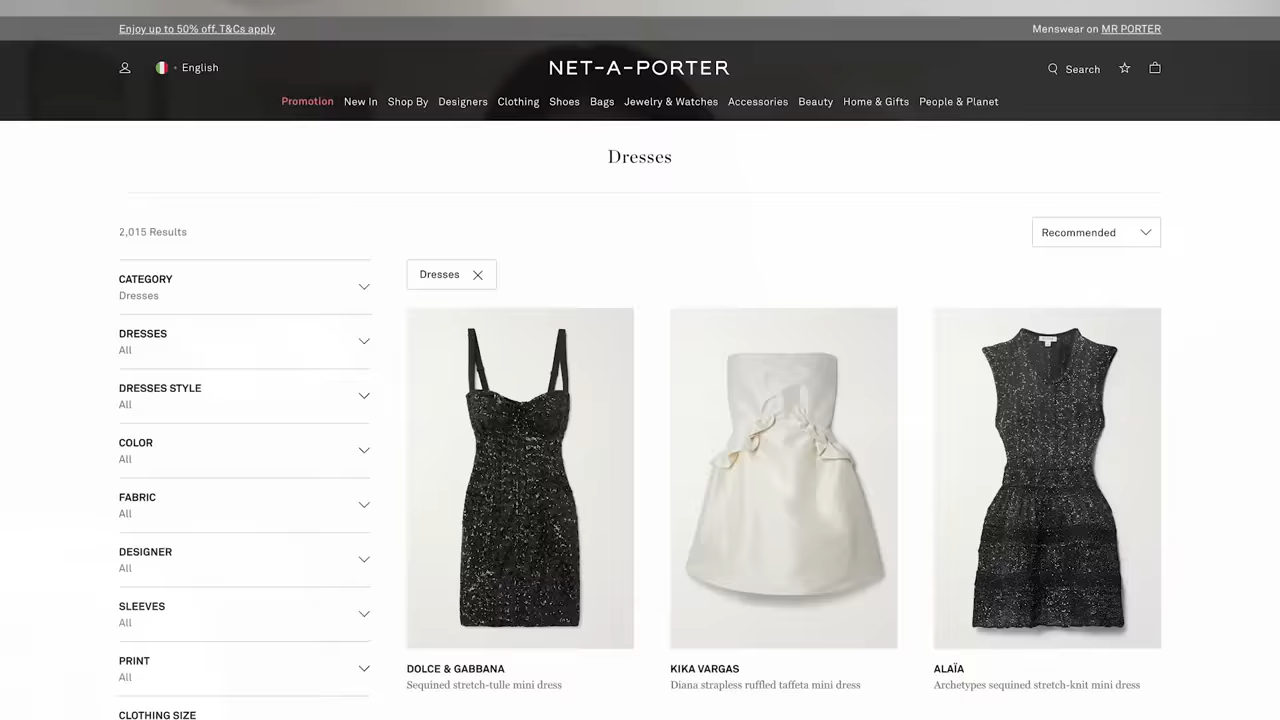 Enjoy up to 50% off. T&Cs apply
Menswear on MR PORTER
English
NET-A-PORTER
Search
Promotion New In Shop By Designers Clothing Shoes Bags Jewelry & Watches Accessories Beauty Home & Gifts People & Planet
Dresses
2,015 Results
Recommended
CATEGORY
Dresses
DRESSES
All
DRESSES STYLE
All
COLOR
All
FABRIC
All
DESIGNER
All
SLEEVES
All
PRINT
All
CLOTHING SIZE
Dresses
DOLCE & GABBANA
Sequined stretch-tulle mini dress
KIKA VARGAS
Diana strapless ruffled taffeta mini dress
ALAÏA
Archetypes sequined stretch-knit mini dress